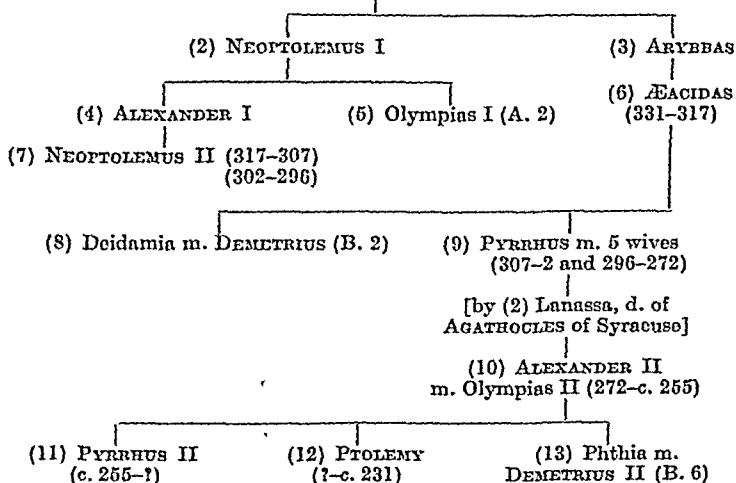 (2) NEOPTOLEMUS I (3) ARYBBAS
(4) ALEXANDER I (5) Olympias I (A. 2) (6) ÆACIDAS
(331–317)
(7) NEOPTOLEMUS II (317–307)
(302–296)
(8) Deidamia m. DEMETRIUS (B. 2) (9) PYRRHUS m. 5 wives
(307–2 and 296–272)
[by (2) Lanassa, d. of
AGATHOCLES of Syracuse]
(10) ALEXANDER II
m. Olympias II (272–c. 255)
(11) PYRRHUS II (12) PTOLEMY (13) Phthia m.
(c. 255–?) (?–c. 231) DEMETRIUS II (B. 6)